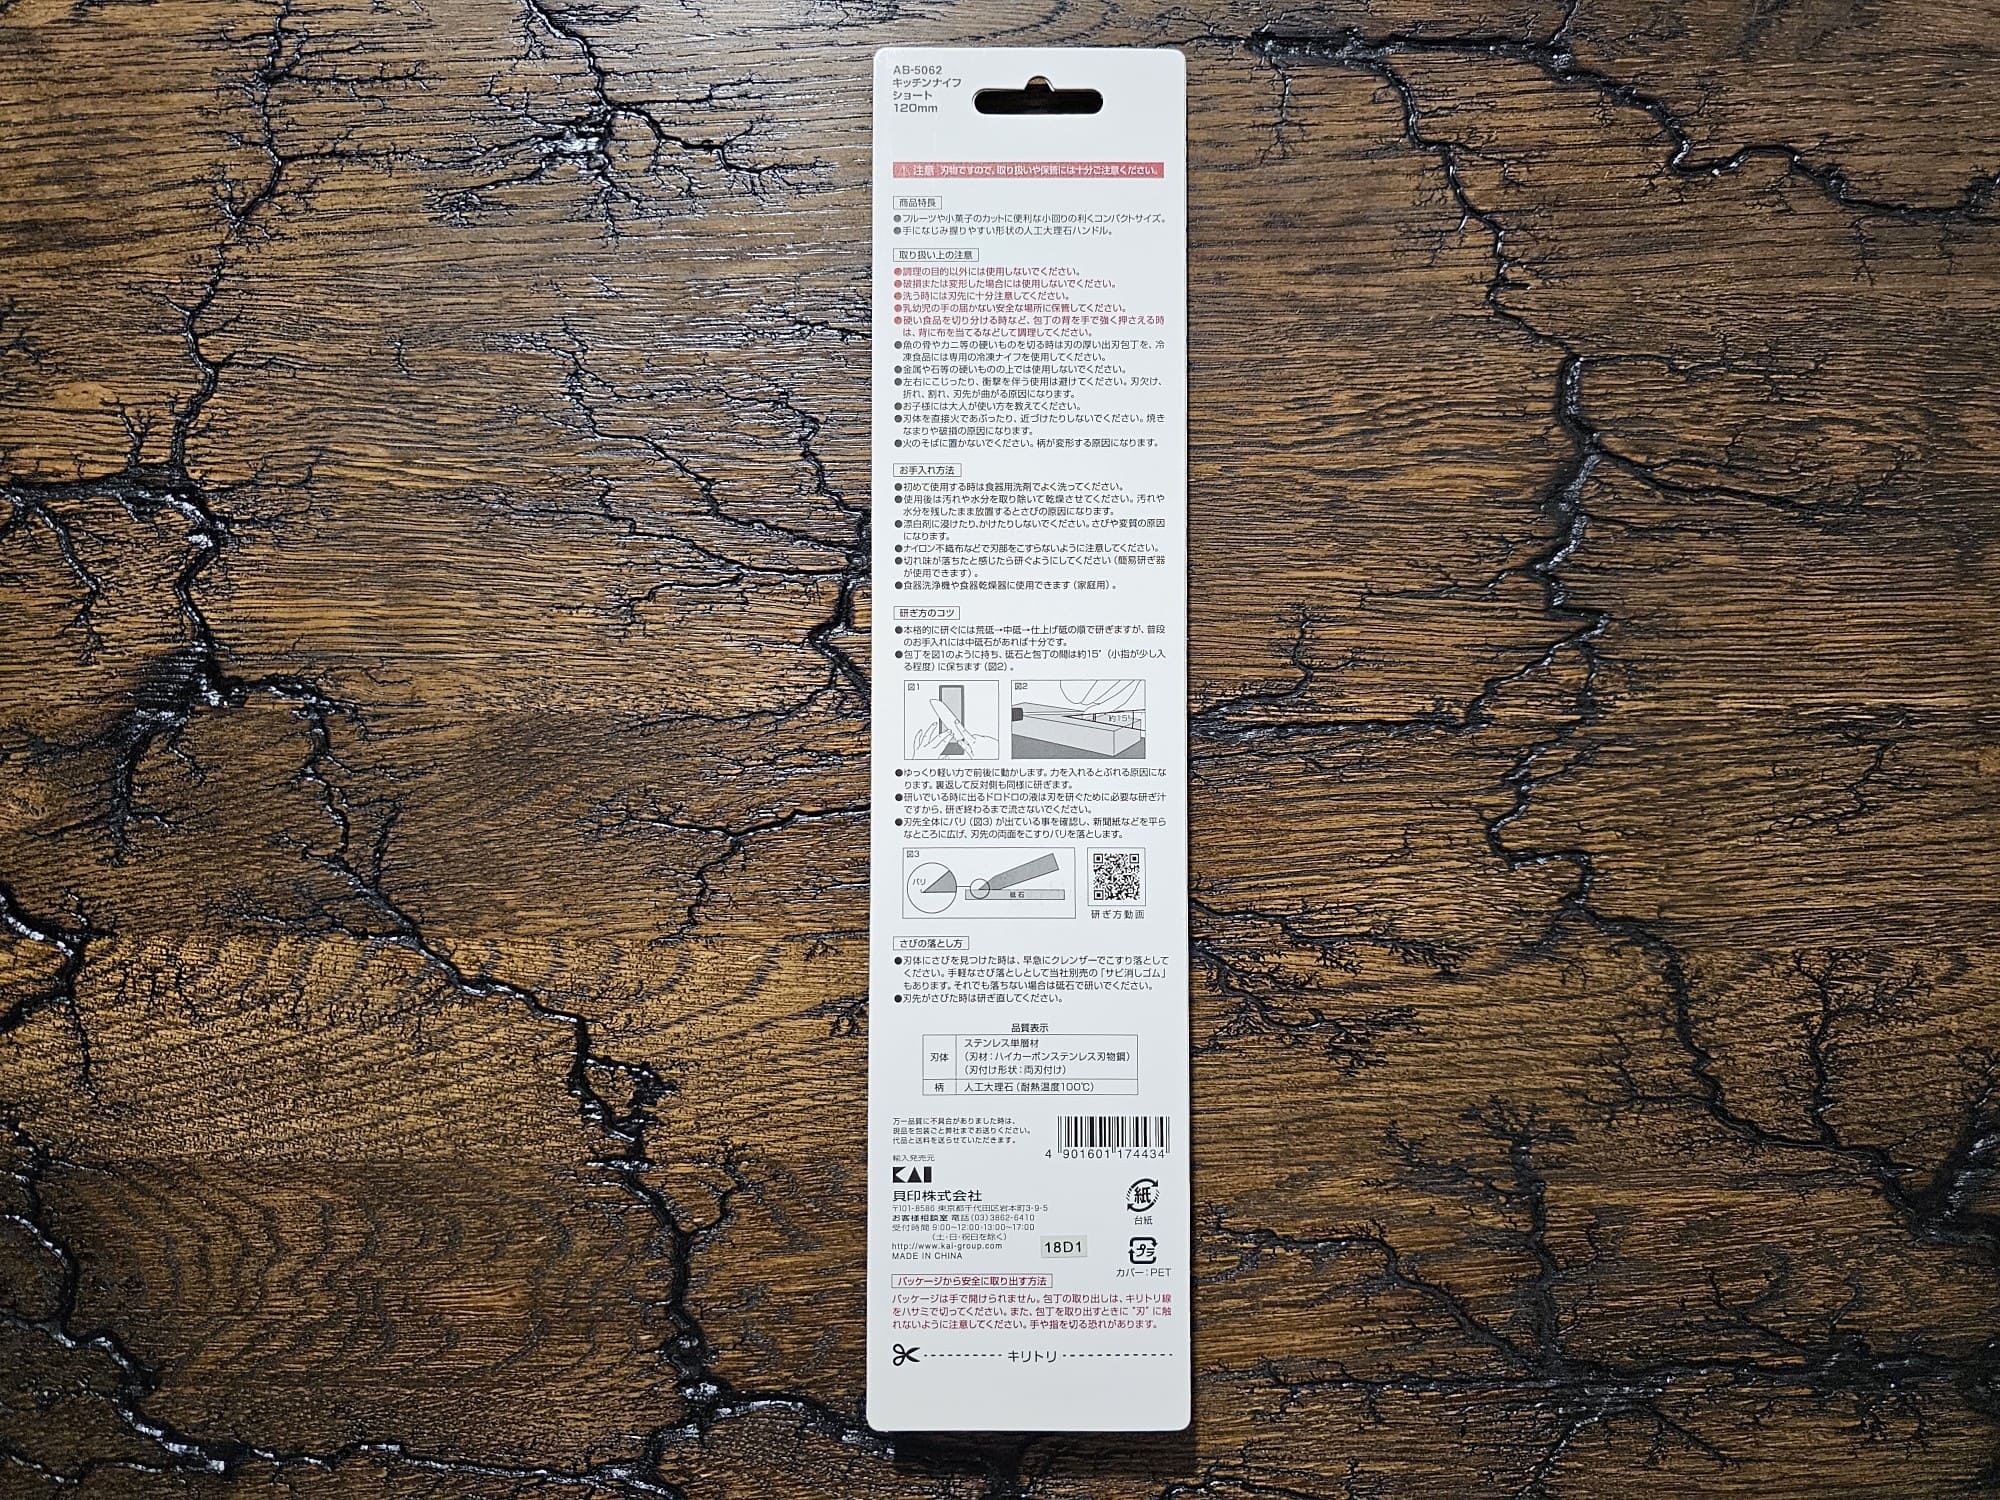 AB-5062
キッチンナイフ
ショート
120mm
注意 刃物ですので、取り扱いや保管には十分ご注意ください。
商品特長
●フルーツや小菓子のカットに便利な小回りの利くコンパクトサイズ。
●手になじみ握りやすい形状の人工大理石ハンドル。
取り扱い上の注意
●調理の目的以外には使用しないでください。
●破損または変形した場合には使用しないでください。
●洗う時には刃先に十分注意してください。
●乳幼児の手の届かない安全な場所に保管してください。
●硬い食品を切り分ける時など、包丁の背を手で強く押さえる時
は、背に布を当てるなどして調理してください。
●魚の骨やカニ等の硬いものを切る時は刃の厚い出刃包丁を、冷
凍食品には専用の冷凍ナイフを使用してください。
●金属や石等の硬いものの上では使用しないでください。
●左右にこじったり、衝撃を伴う使用は避けてください。刃欠け、
折れ、割れ、刃先が曲がる原因になります。
●お子様には大人が使い方を教えてください。
●刃体を直接火であぶったり、近づけたりしないでください。焼き
なまりや破損の原因になります。
●火のそばに置かないでください。柄が変形する原因になります。
お手入れ方法
●初めて使用する時は食器用洗剤でよく洗ってください。
●使用後は汚れや水分を取り除いて乾燥させてください。汚れや
水分を残したまま放置するとさびの原因になります。
●漂白剤に浸けたり、かけたりしないでください。さびや変質の原因
になります。
●ナイロン不織布などで刃部をこすらないように注意してください。
●切れ味が落ちたと感じたら研ぐようにしてください（簡易研ぎ器
が使用できます）。
●食器洗浄機や食器乾燥器に使用できます（家庭用）。
研ぎ方のコツ
●本格的に研ぐには荒砥→中砥→仕上げ砥の順で研ぎますが、普段
のお手入れには中砥石があれば十分です。
●包丁を図1のように持ち、砥石と包丁の間は約15°（小指が少し入
る程度）に保ちます（図2）。
図1
図2
約15°
●ゆっくり軽い力で前後に動かします。力を入れるとぶれる原因にな
ります。裏返して反対側も同様に研ぎます。
●研いでいる時に出るドロドロの液は刃を研ぐために必要な研ぎ汁
ですから、研ぎ終わるまで流さないでください。
●刃先全体にバリ（図3）が出ている事を確認し、新聞紙などを平ら
なところに広げ、刃先の両面をこすりバリを落とします。
図3
バリ
砥石
研ぎ方動画
さびの落とし方
●刃体にさびを見つけた時は、早急にクレンザーでこすり落として
ください。手軽なさび落としとして当社別売の「サビ消しゴム」
もあります。それでも落ちない場合は砥石で研いでください。
●刃先がさびた時は研ぎ直してください。
品質表示
刃体
ステンレス単層材
（刃材：ハイカーボンステンレス刃物鋼）
（刃付け形状：両刃付け）
柄 人工大理石（耐熱温度100℃）
万一品質に不具合がありました時は、
現品を包装ごと弊社までお送りください。
代品と送料を送らせていただきます。
4 901601 174434
輸入発売元
KAI
貝印株式会社
〒101-8586 東京都千代田区岩本町3-9-5
お客様相談室 電話(03)3862-6410
受付時間 9:00~12:00・13:00~17:00
（土・日・祝日を除く）
http://www.kai-group.com
MADE IN CHINA
18D1
紙
台紙
プラ
カバー：PET
パッケージから安全に取り出す方法
パッケージは手で開けられません。包丁の取り出しは、キリトリ線
をハサミで切ってください。また、包丁を取り出すときに"刃"に触
れないように注意してください。手や指を切る恐れがあります。
キリトリ